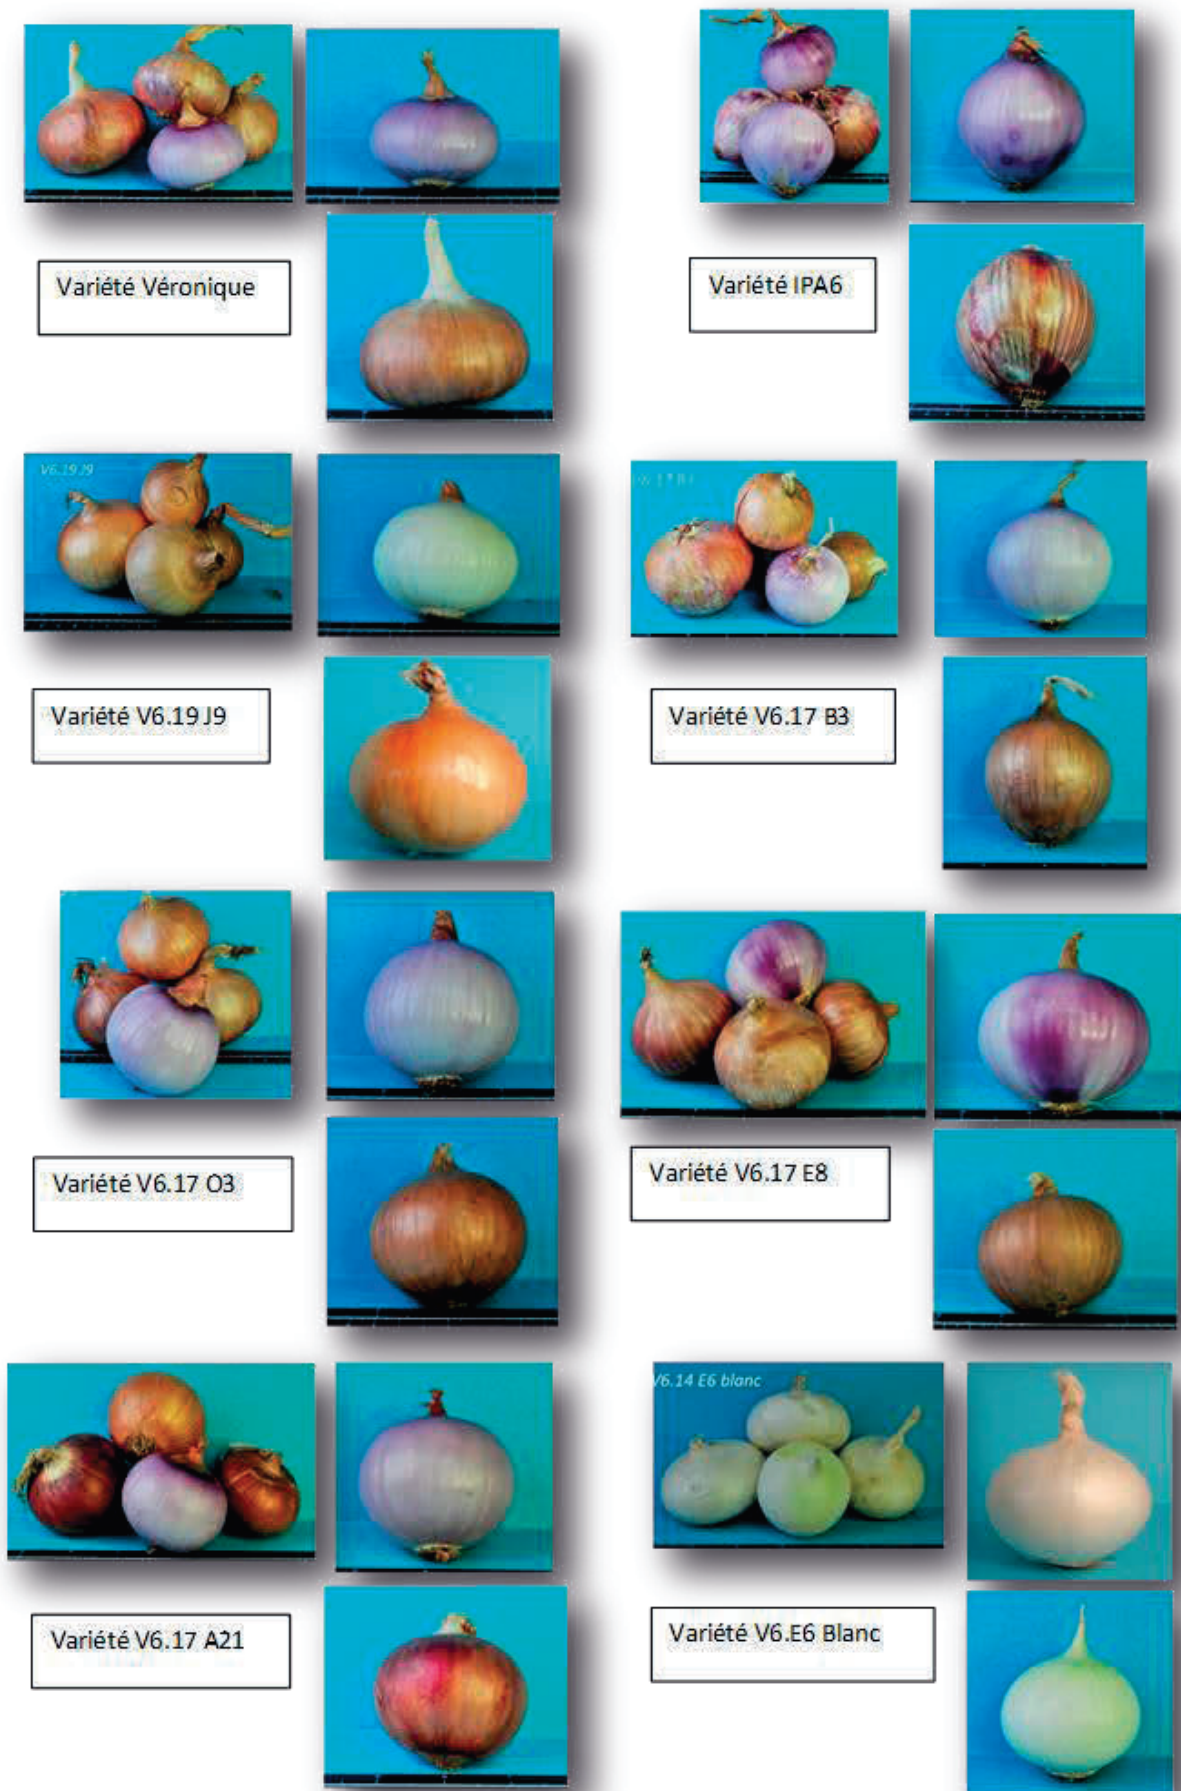 Variété Véronique
Variété IPA6
V6.19 J9
Variété V6.19 J9
Variété V6.17 B3
Variété V6.17 O3
Variété V6.17 E8
V6.14 E6 blanc
Variété V6.17 A21
Variété V6.E6 Blanc